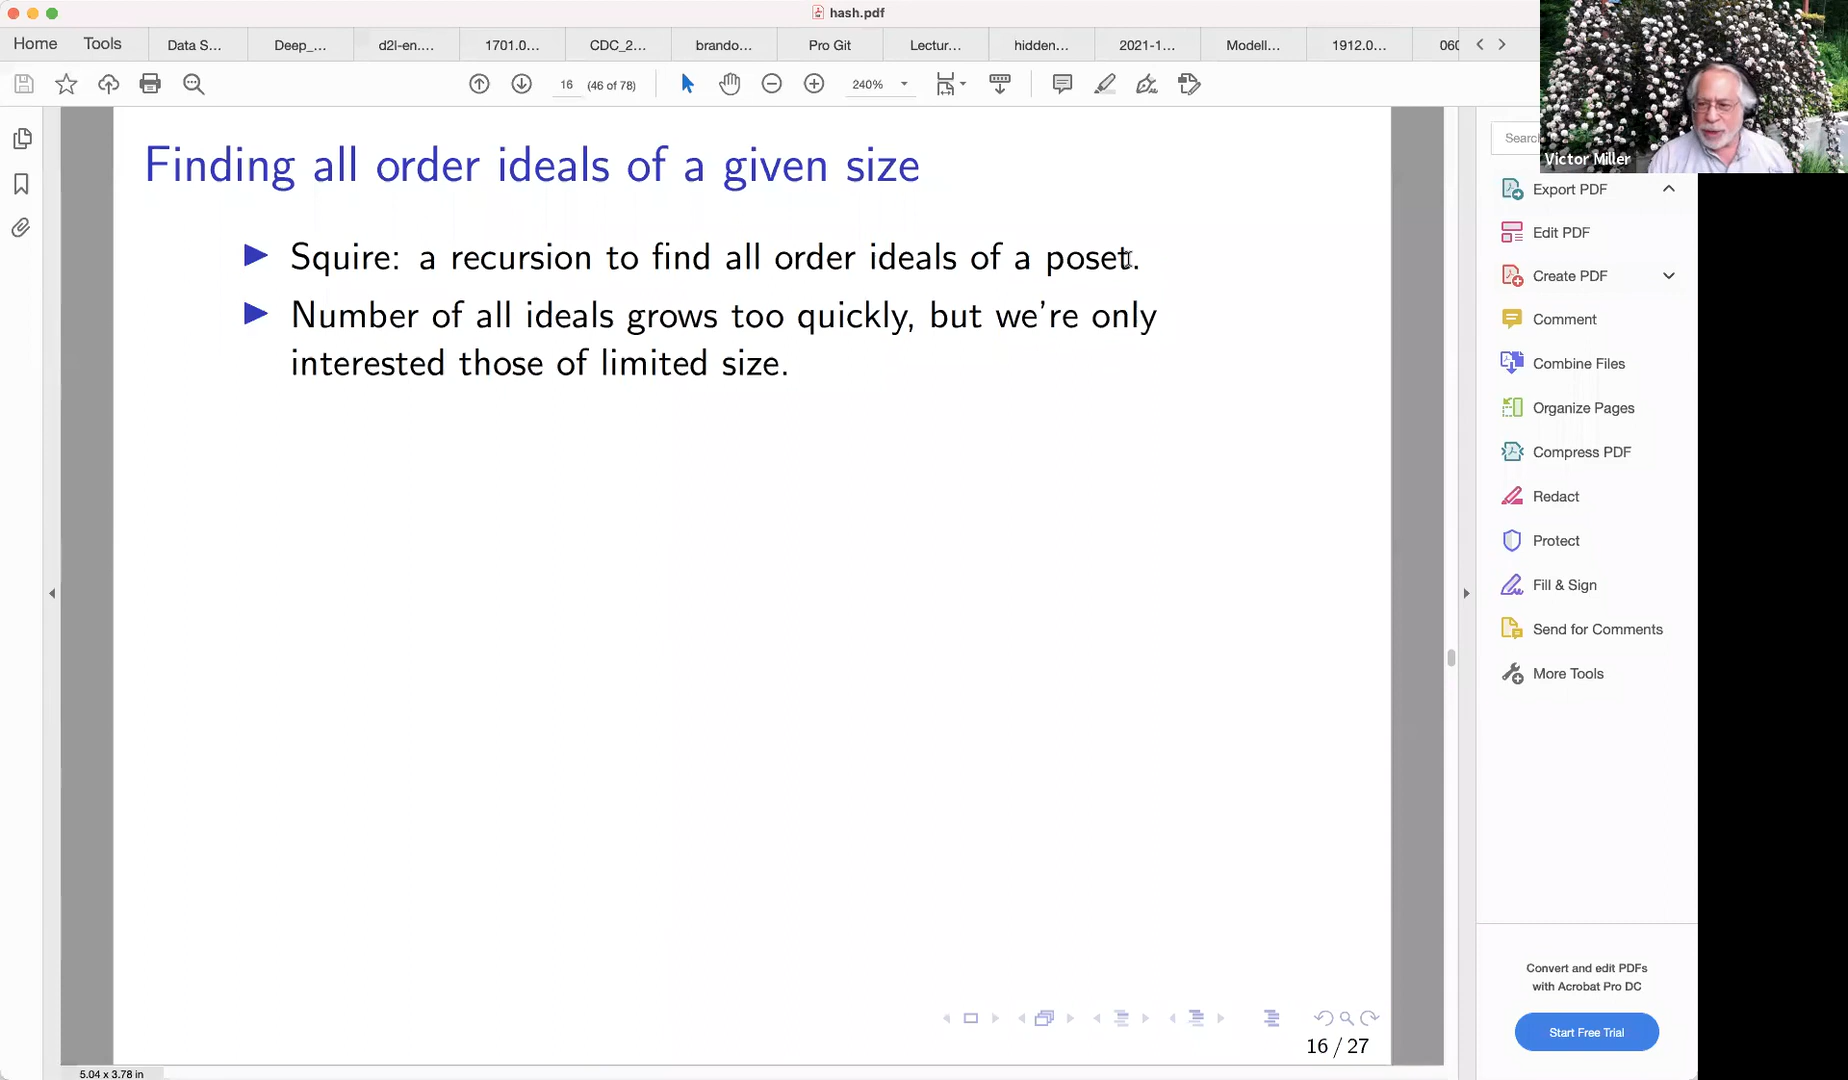 hash.pdf
Home
Tools
Data S...
Deep_...
d2l-en....
1701.0...
CDC_2...
brando...
Pro Git
Lectur...
hidden...
2021-1...
Modell...
1912.0...
060
16 (46 of 78)
240%
Victor Miller
Finding all order ideals of a given size
Squire: a recursion to find all order ideals of a poset.
Number of all ideals grows too quickly, but we're only
interested those of limited size.
16 / 27
5.04 x 3.78 in
Searc
Export PDF
Edit PDF
Create PDF
Comment
Combine Files
Organize Pages
Compress PDF
Redact
Protect
Fill & Sign
Send for Comments
More Tools
Convert and edit PDFs
with Acrobat Pro DC
Start Free Trial